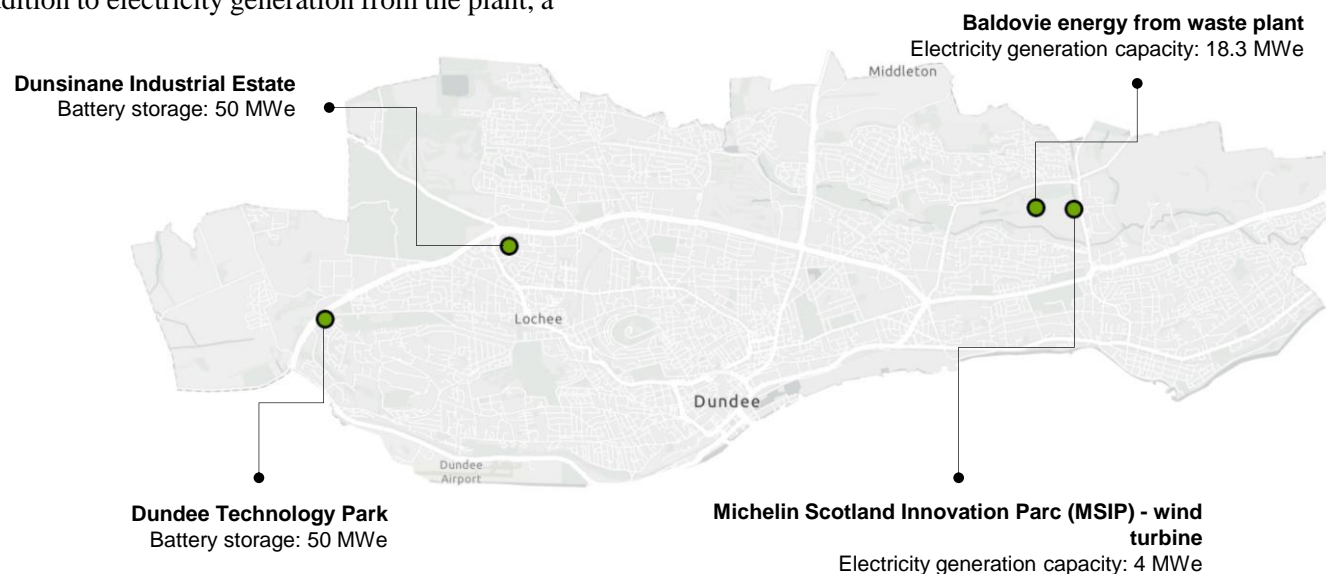 dition to electricity generation from the plant, a
Baldovie energy from waste plant
Electricity generation capacity: 18.3 MWe
Dunsinane Industrial Estate
Battery storage: 50 MWe
Middleton
Lochee
Dundee
Dundee
Airport
Dundee Technology Park
Battery storage: 50 MWe
Michelin Scotland Innovation Parc (MSIP) - wind
turbine
Electricity generation capacity: 4 MWe